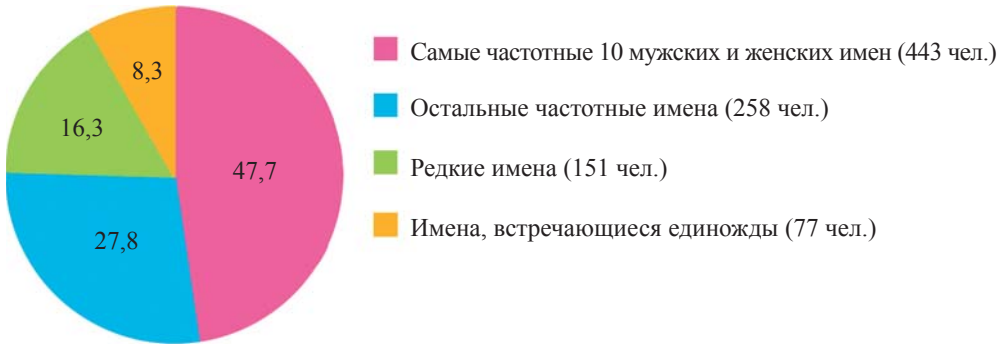 8,3
16,3
47,7
27,8
Самые частотные 10 мужских и женских имен (443 чел.)
Остальные частотные имена (258 чел.)
Редкие имена (151 чел.)
Имена, встречающиеся единожды (77 чел.)